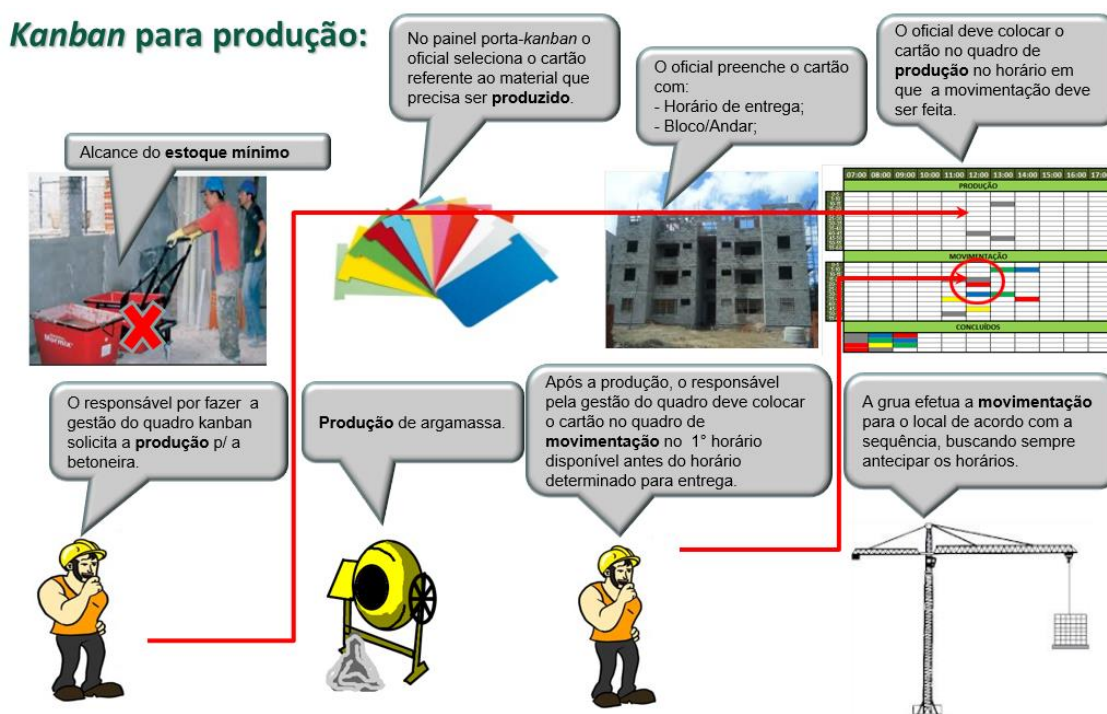 Kanban para produção:
Alcance do estoque mínimo
No painel porta-kanban o
oficial seleciona o cartão
referente ao material que
precisa ser produzido.
O oficial preenche o cartão
com:
- Horário de entrega;
- Bloco/Andar;
O oficial deve colocar o
cartão no quadro de
produção no horário em
que a movimentação deve
ser feita.
07:00 08:00 09:00 10:00 11:00 12:00 13:00 14:00 15:00 16:00 17:00
PRODUÇÃO
MOVIMENTAÇÃO
CONCLUÍDOS
O responsável por fazer a
gestão do quadro kanban
solicita a produção p/ a
betoneira.
Produção de argamassa.
Após a produção, o responsável
pela gestão do quadro deve colocar
o cartão no quadro de
movimentação no 1° horário
disponível antes do horário
determinado para entrega.
A grua efetua a movimentação
para o local de acordo com a
sequência, buscando sempre
antecipar os horários.